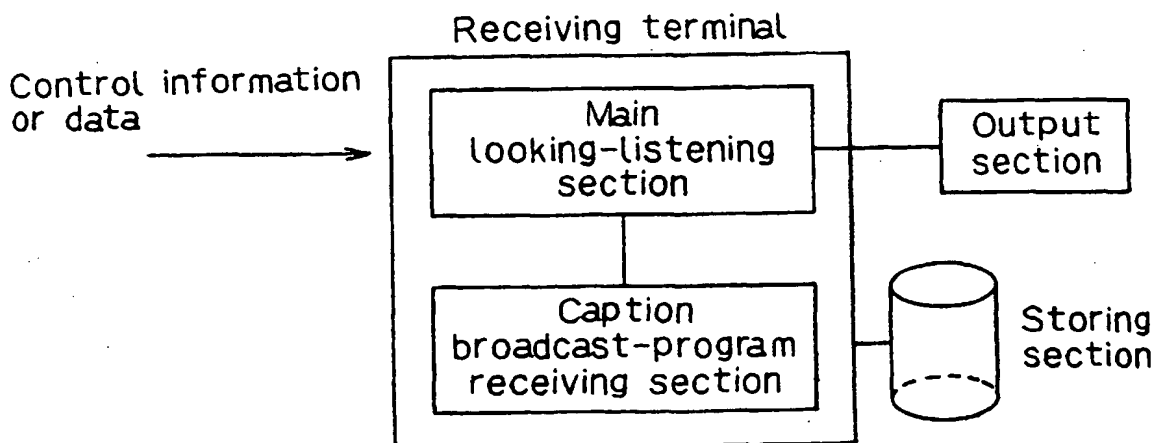 Receiving terminal
Control information
or data
Main
looking-listening
section
Output
section
Caption
broadcast-program
receiving section
Storing
section